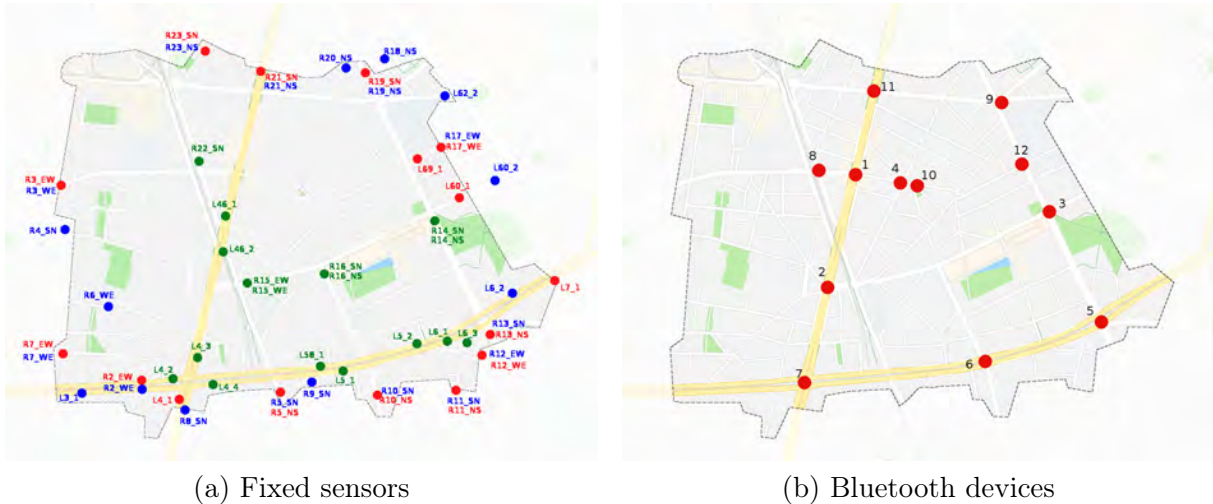 R23_SN
R23_NS
R20_NS
R18_NS
R21_SN
R21_NS
R19_SN
R19_NS
L62_2
R17_EW
R17_WE
R22_SN
L69_1
L60_2
R3_EW
R3_WE
L60_1
L46_1
R4_SN
R14_SN
R14_NS
L46_2
R16_SN
R16_NS
R15_EW
R15_WE
L7_1
R6_WE
L6_2
R13_SN
R13_NS
L5_2
L6_1
L6_3
R7_EW
R7_WE
L4_3
L58_1
R12_EW
R12_WE
R2_EW
R2_WE
L4_2
L4_4
L5_1
L3_1
L4_1
R8_SN
R5_NS
R9_SN
R10_SN
R10_NS
R11_SN
R11_NS
(a) Fixed sensors
11
9
12
8
1
4
10
3
2
5
6
7
(b) Bluetooth devices